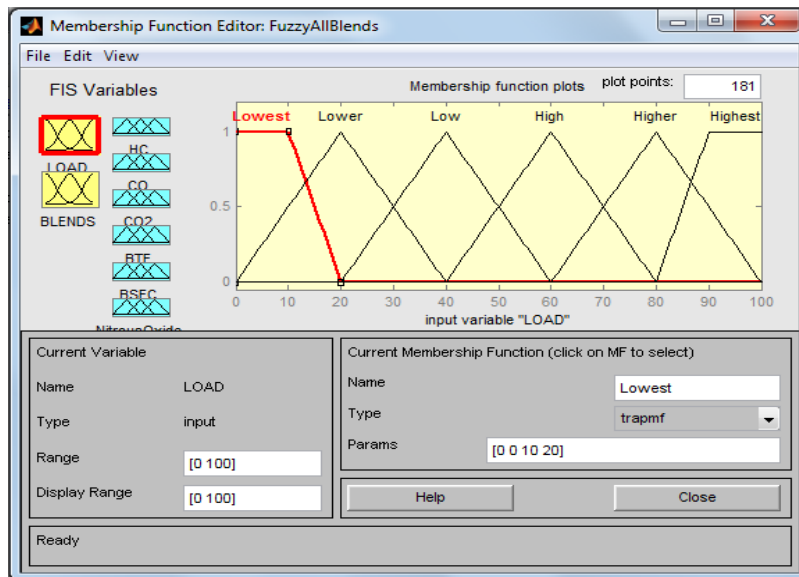 Membership Function Editor: FuzzyAllBlends
File Edit View
FIS Variables
Membership function plots
plot points:
181
LOAD
BLENDS
HC
CO
CO2
BTE
BSEC
NitrousOxide
Lowest Lower Low High Higher Highest
1
0.5
0
0 10 20 30 40 50 60 70 80 90 100
input variable "LOAD"
Current Variable
Name LOAD
Type input
Range [0 100]
Display Range [0 100]
Current Membership Function (click on MF to select)
Name Lowest
Type trapmf
Params [0 0 10 20]
Help Close
Ready